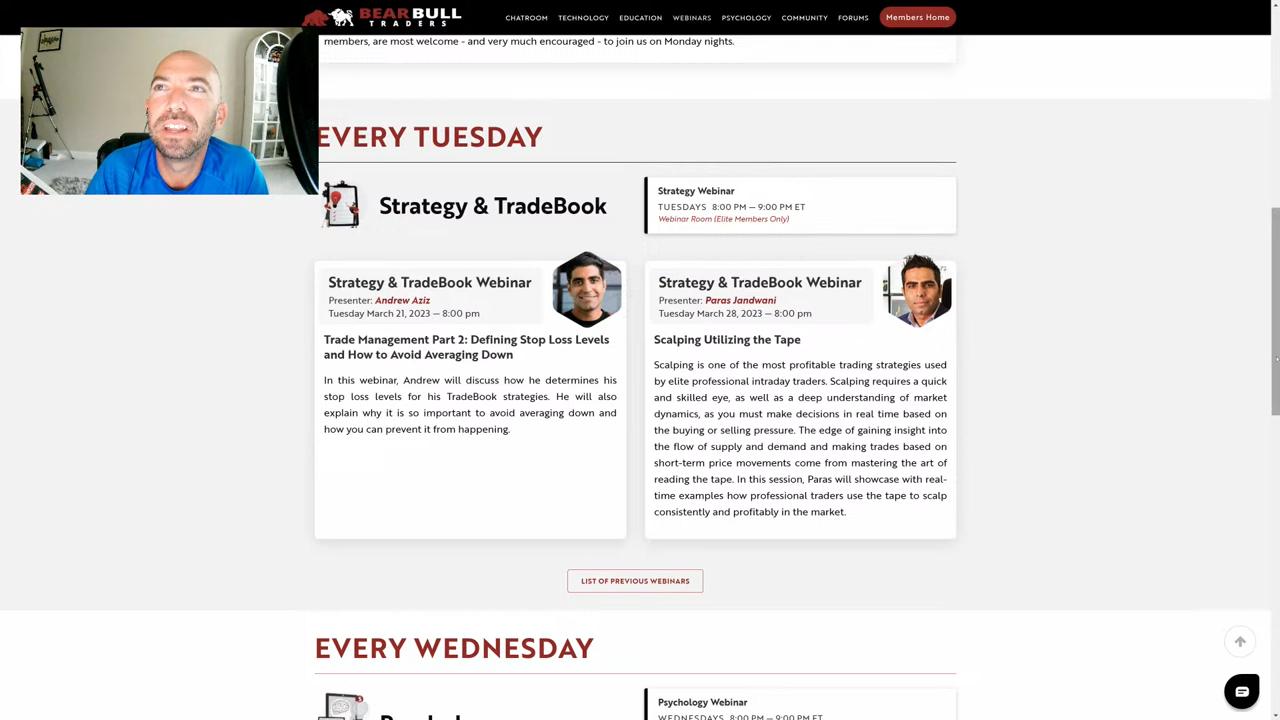 BEAR BULL
TRADERS
CHATROOM TECHNOLOGY EDUCATION WEBINARS PSYCHOLOGY COMMUNITY FORUMS Members Home
members, are most welcome - and very much encouraged - to join us on Monday nights.
EVERY TUESDAY
Strategy & TradeBook
Strategy Webinar
TUESDAYS 8:00 PM — 9:00 PM ET
Webinar Room (Elite Members Only)
Strategy & TradeBook Webinar
Presenter: Andrew Aziz
Tuesday March 21, 2023 — 8:00 pm
Trade Management Part 2: Defining Stop Loss Levels
and How to Avoid Averaging Down
In this webinar, Andrew will discuss how he determines his
stop loss levels for his TradeBook strategies. He will also
explain why it is so important to avoid averaging down and
how you can prevent it from happening.
Strategy & TradeBook Webinar
Presenter: Paras Jandwani
Tuesday March 28, 2023 — 8:00 pm
Scalping Utilizing the Tape
Scalping is one of the most profitable trading strategies used
by elite professional intraday traders. Scalping requires a quick
and skilled eye, as well as a deep understanding of market
dynamics, as you must make decisions in real time based on
the buying or selling pressure. The edge of gaining insight into
the flow of supply and demand and making trades based on
short-term price movements come from mastering the art of
reading the tape. In this session, Paras will showcase with real-
time examples how professional traders use the tape to scalp
consistently and profitably in the market.
LIST OF PREVIOUS WEBINARS
EVERY WEDNESDAY
Psychology Webinar
WEDNESDAYS 8:00 PM — 9:00 PM ET